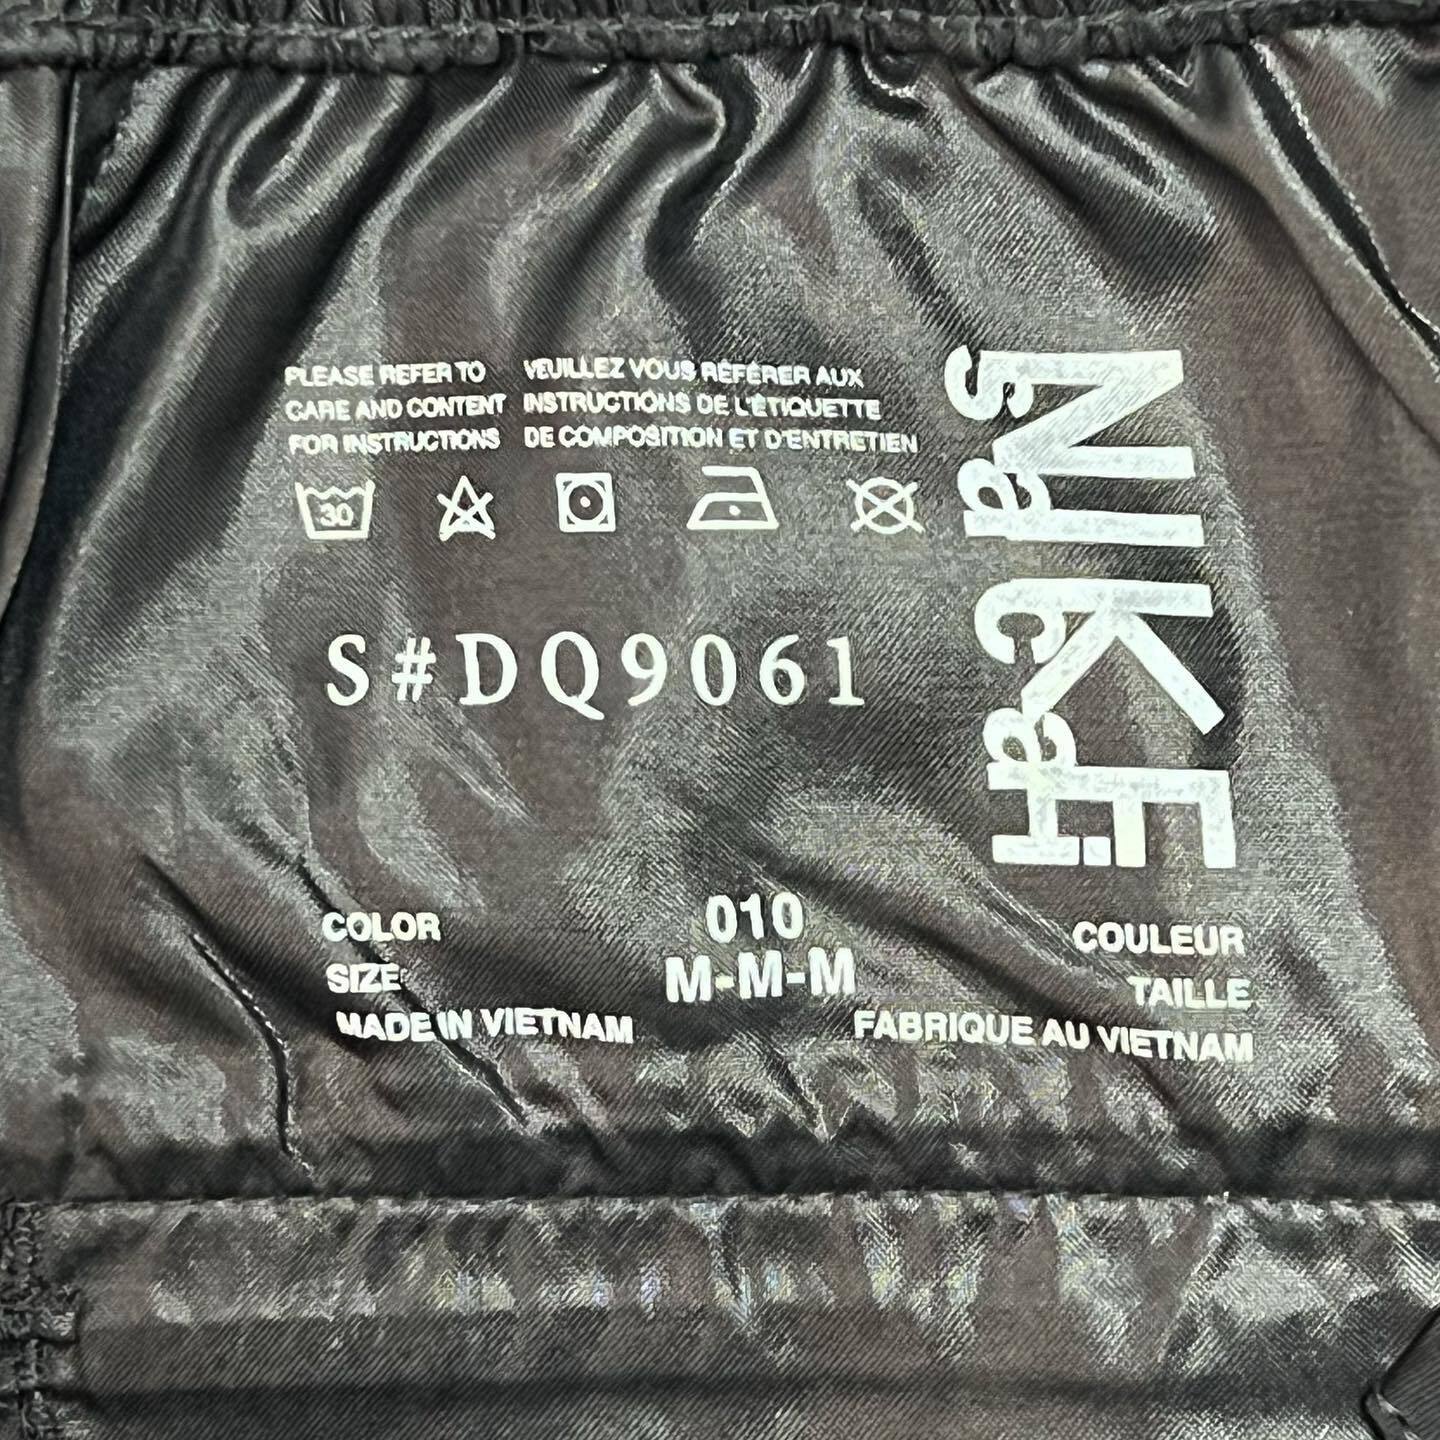 PLEASE REFER TO
CARE AND CONTENT
FOR INSTRUCTIONS
VEUILLEZ VOUS RÉFÉRER AUX
INSTRUCTIONS DE L'ÉTIQUETTE
DE COMPOSITION ET D'ENTRETIEN
30
S#DQ9061
NIKE
sacai
COLOR 010 COULEUR
SIZE M-M-M TAILLE
MADE IN VIETNAM FABRIQUE AU VIETNAM